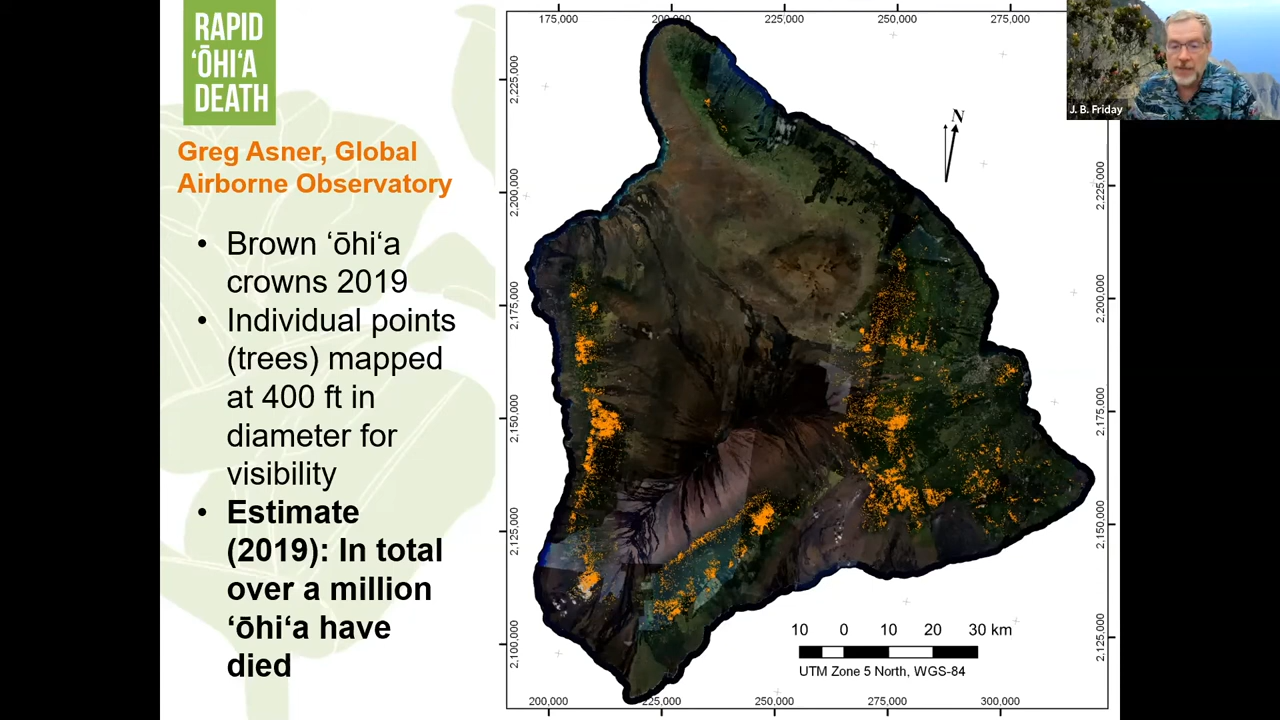 RAPID
ʻŌHIʻA
DEATH
Greg Asner, Global
Airborne Observatory
• Brown ʻōhiʻa
crowns 2019
• Individual points
(trees) mapped
at 400 ft in
diameter for
visibility
• Estimate
(2019): In total
over a million
ʻōhiʻa have
died
175,000 200,000 225,000 250,000 275,000
2,225,000
2,200,000
2,175,000
2,150,000
2,125,000
2,100,000
N
2,225,000
2,200,000
2,175,000
2,150,000
2,125,000
10 0 10 20 30 km
UTM Zone 5 North, WGS-84
200,000 225,000 250,000 275,000 300,000
J. B. Friday